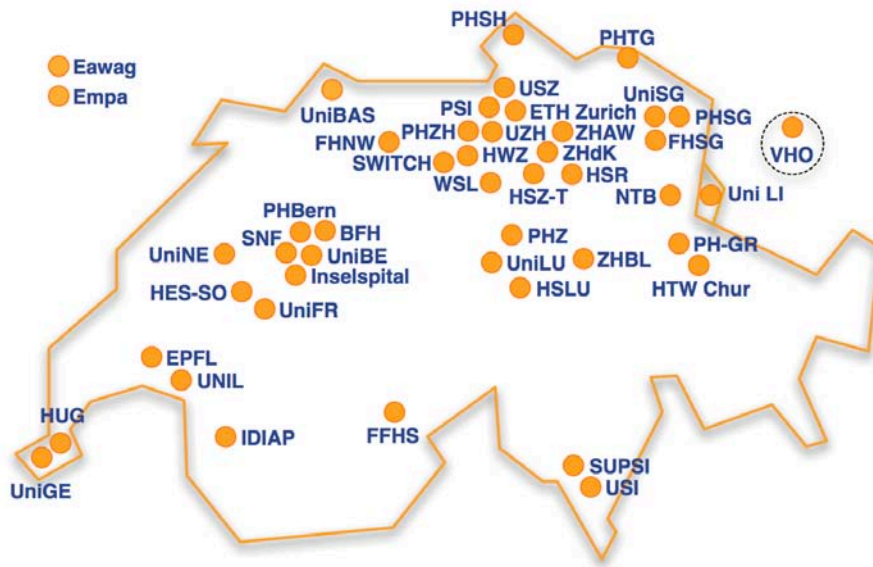 PHSH
PHTG
Eawag
Empa
USZ
UniBAS
PSI
ETH Zurich
UniSG
PHSG
FHNW
PHZH
UZH
ZHAW
FHSG
VHO
SWITCH
HWZ
ZHdK
WSL
HSZ-T
HSR
NTB
Uni LI
PHBern
SNF
BFH
PHZ
UniNE
UniBE
UniLU
ZHBL
PH-GR
Inselspital
HES-SO
HSLU
HTW Chur
UniFR
EPFL
UNIL
HUG
IDIAP
FFHS
SUPSI
UniGE
USI